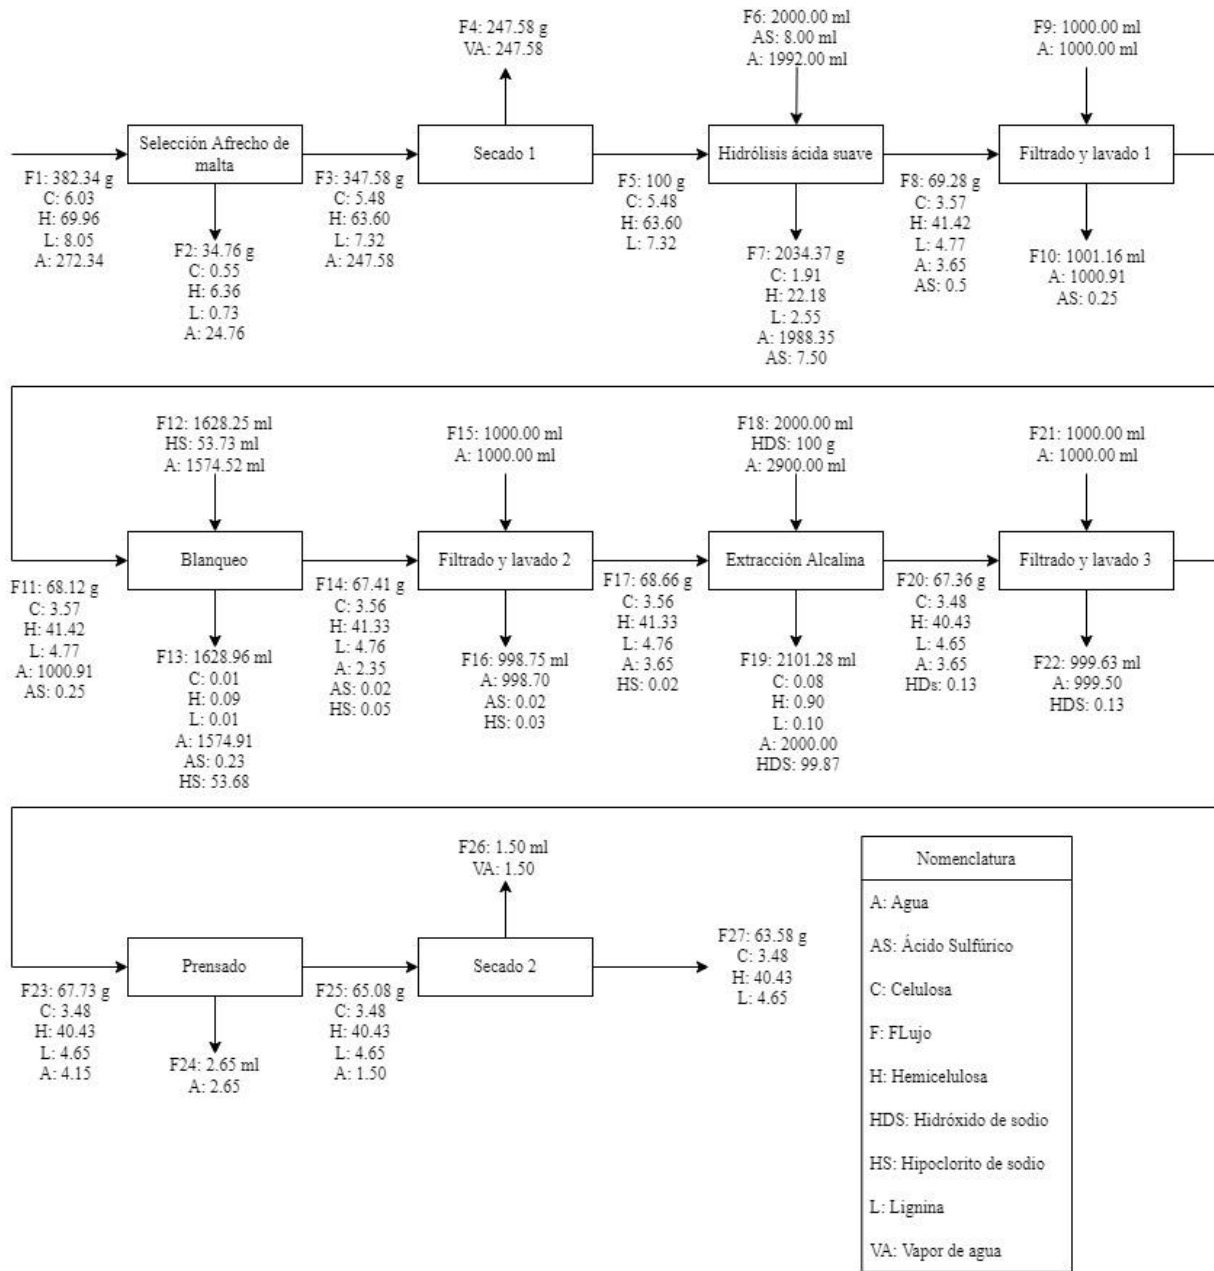 F4: 247.58 g
VA: 247.58
F6: 2000.00 ml
AS: 8.00 ml
A: 1992.00 ml
F9: 1000.00 ml
A: 1000.00 ml
Selección Afrecho de
malta
Secado 1
Hidrólisis ácida suave
Filtrado y lavado 1
F1: 382.34 g
C: 6.03
H: 69.96
L: 8.05
A: 272.34
F2: 34.76 g
C: 0.55
H: 6.36
L: 0.73
A: 24.76
F3: 347.58 g
C: 5.48
H: 63.60
L: 7.32
A: 247.58
F5: 100 g
C: 5.48
H: 63.60
L: 7.32
F7: 2034.37 g
C: 1.91
H: 22.18
L: 2.55
A: 1988.35
AS: 7.50
F8: 69.28 g
C: 3.57
H: 41.42
L: 4.77
A: 3.65
AS: 0.5
F10: 1001.16 ml
A: 1000.91
AS: 0.25
F12: 1628.25 ml
HS: 53.73 ml
A: 1574.52 ml
F15: 1000.00 ml
A: 1000.00 ml
F18: 2000.00 ml
HDS: 100 g
A: 2900.00 ml
F21: 1000.00 ml
A: 1000.00 ml
Blanqueo
Filtrado y lavado 2
Extracción Alcalina
Filtrado y lavado 3
F11: 68.12 g
C: 3.57
H: 41.42
L: 4.77
A: 1000.91
AS: 0.25
F13: 1628.96 ml
C: 0.01
H: 0.09
L: 0.01
A: 1574.91
AS: 0.23
HS: 53.68
F14: 67.41 g
C: 3.56
H: 41.33
L: 4.76
A: 2.35
AS: 0.02
HS: 0.05
F16: 998.75 ml
A: 998.70
AS: 0.02
HS: 0.03
F17: 68.66 g
C: 3.56
H: 41.33
L: 4.76
A: 3.65
HS: 0.02
F19: 2101.28 ml
C: 0.08
H: 0.90
L: 0.10
A: 2000.00
HDS: 99.87
F20: 67.36 g
C: 3.48
H: 40.43
L: 4.65
A: 3.65
HDs: 0.13
F22: 999.63 ml
A: 999.50
HDS: 0.13
F26: 1.50 ml
VA: 1.50
Prensado
Secado 2
F23: 67.73 g
C: 3.48
H: 40.43
L: 4.65
A: 4.15
F24: 2.65 ml
A: 2.65
F25: 65.08 g
C: 3.48
H: 40.43
L: 4.65
A: 1.50
F27: 63.58 g
C: 3.48
H: 40.43
L: 4.65
Nomenclatura
A: Agua
AS: Ácido Sulfúrico
C: Celulosa
F: FLujo
H: Hemicelulosa
HDS: Hidróxido de sodio
HS: Hipoclorito de sodio
L: Lignina
VA: Vapor de agua